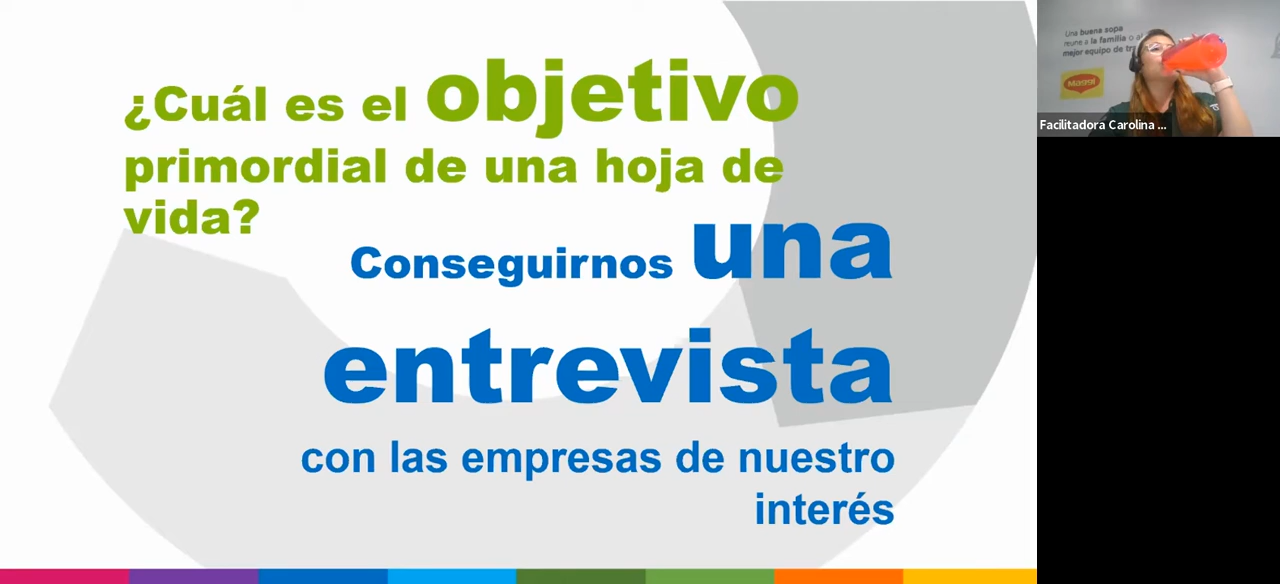 ¿Cuál es el objetivo
primordial de una hoja de
vida?
Conseguirnos una
entrevista
con las empresas de nuestro
interés
Una buena sopa
reúne a la familia o al
mejor equipo de
Maggi
Facilitadora Carolina ...